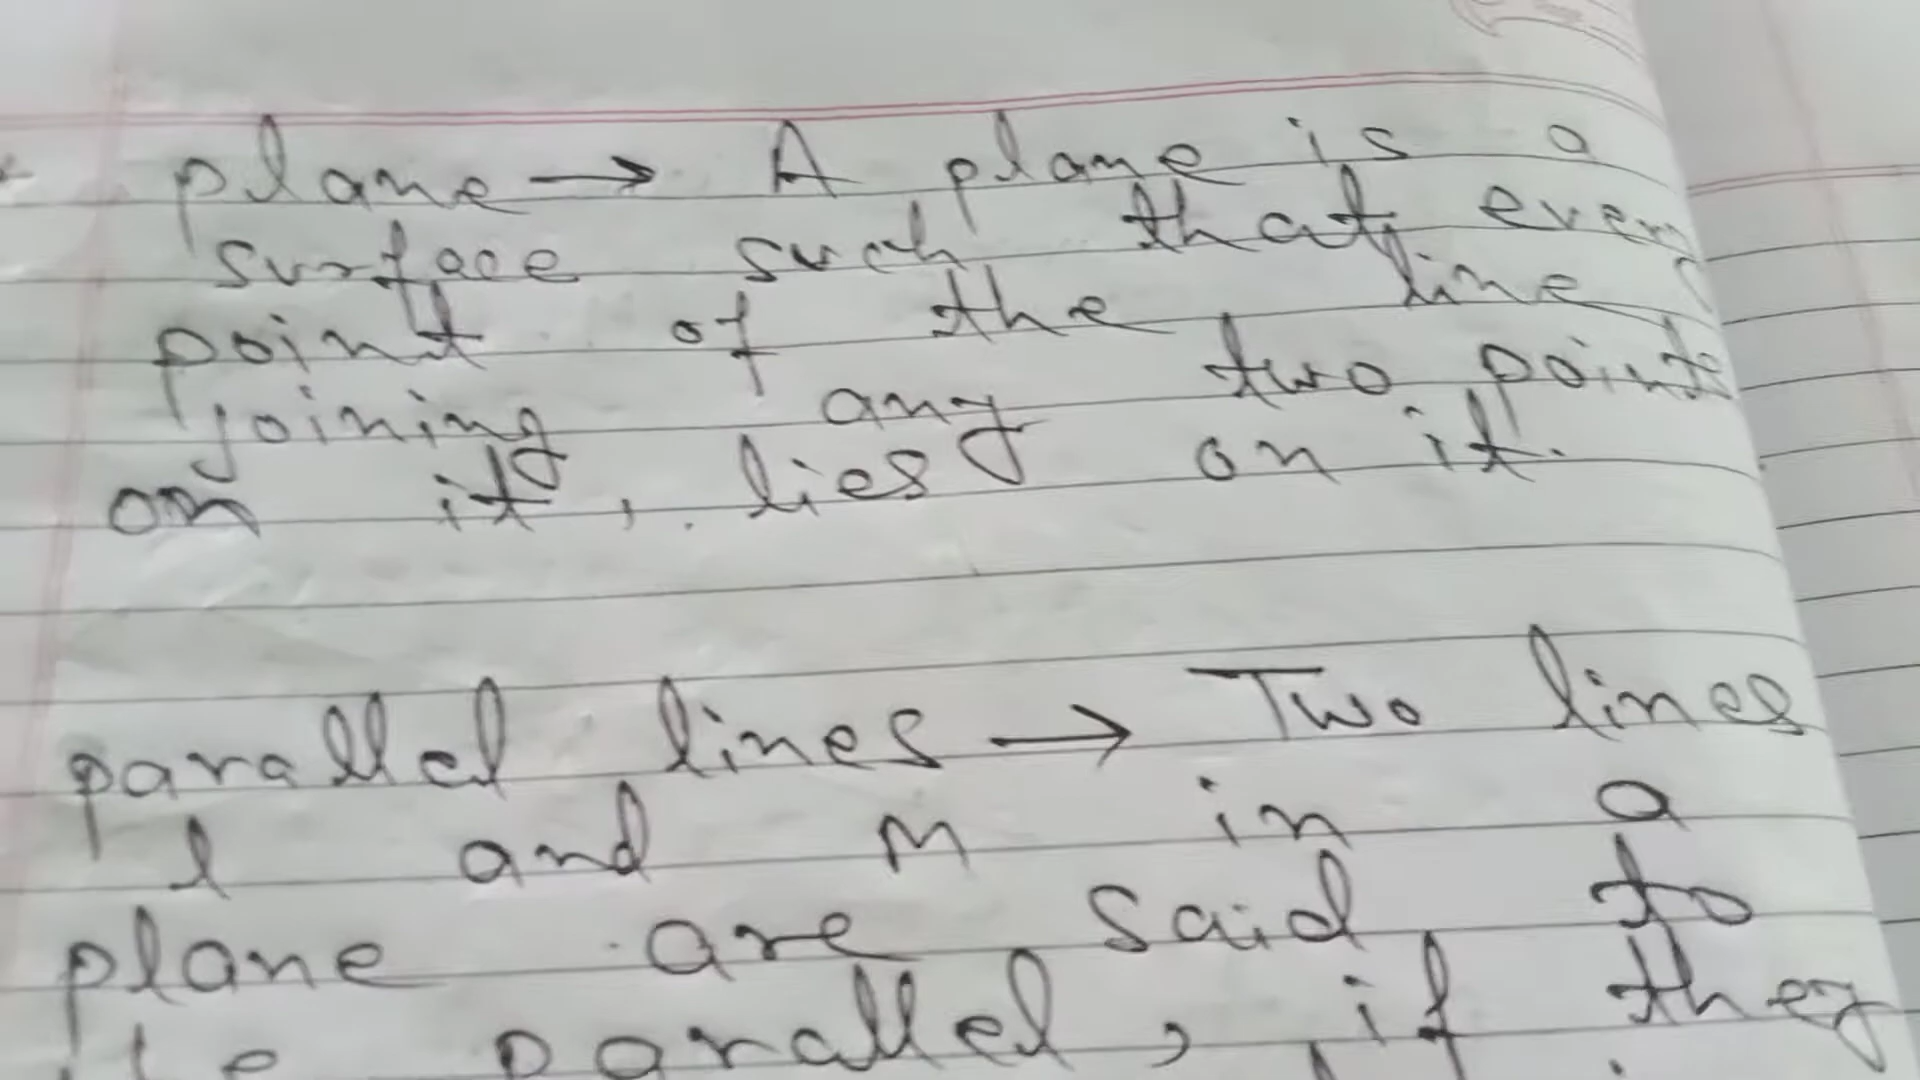 plane → A plane is a
surface such that every
point of the line
joining any two points
on it, lies on it.
parallel lines → Two lines
l and m in a
plane are said to
be parallel, if they